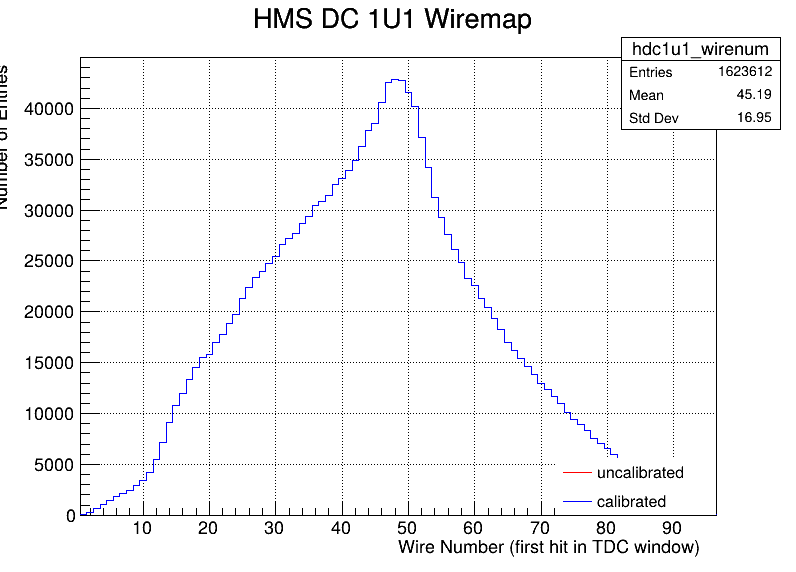 HMS DC 1U1 Wiremap
hdc1u1_wirenum
Entries 1623612
Mean 45.19
Std Dev 16.95
Number of Entries
40000
35000
30000
25000
20000
15000
10000
5000
0
10 20 30 40 50 60 70 80 90
uncalibrated
calibrated
Wire Number (first hit in TDC window)